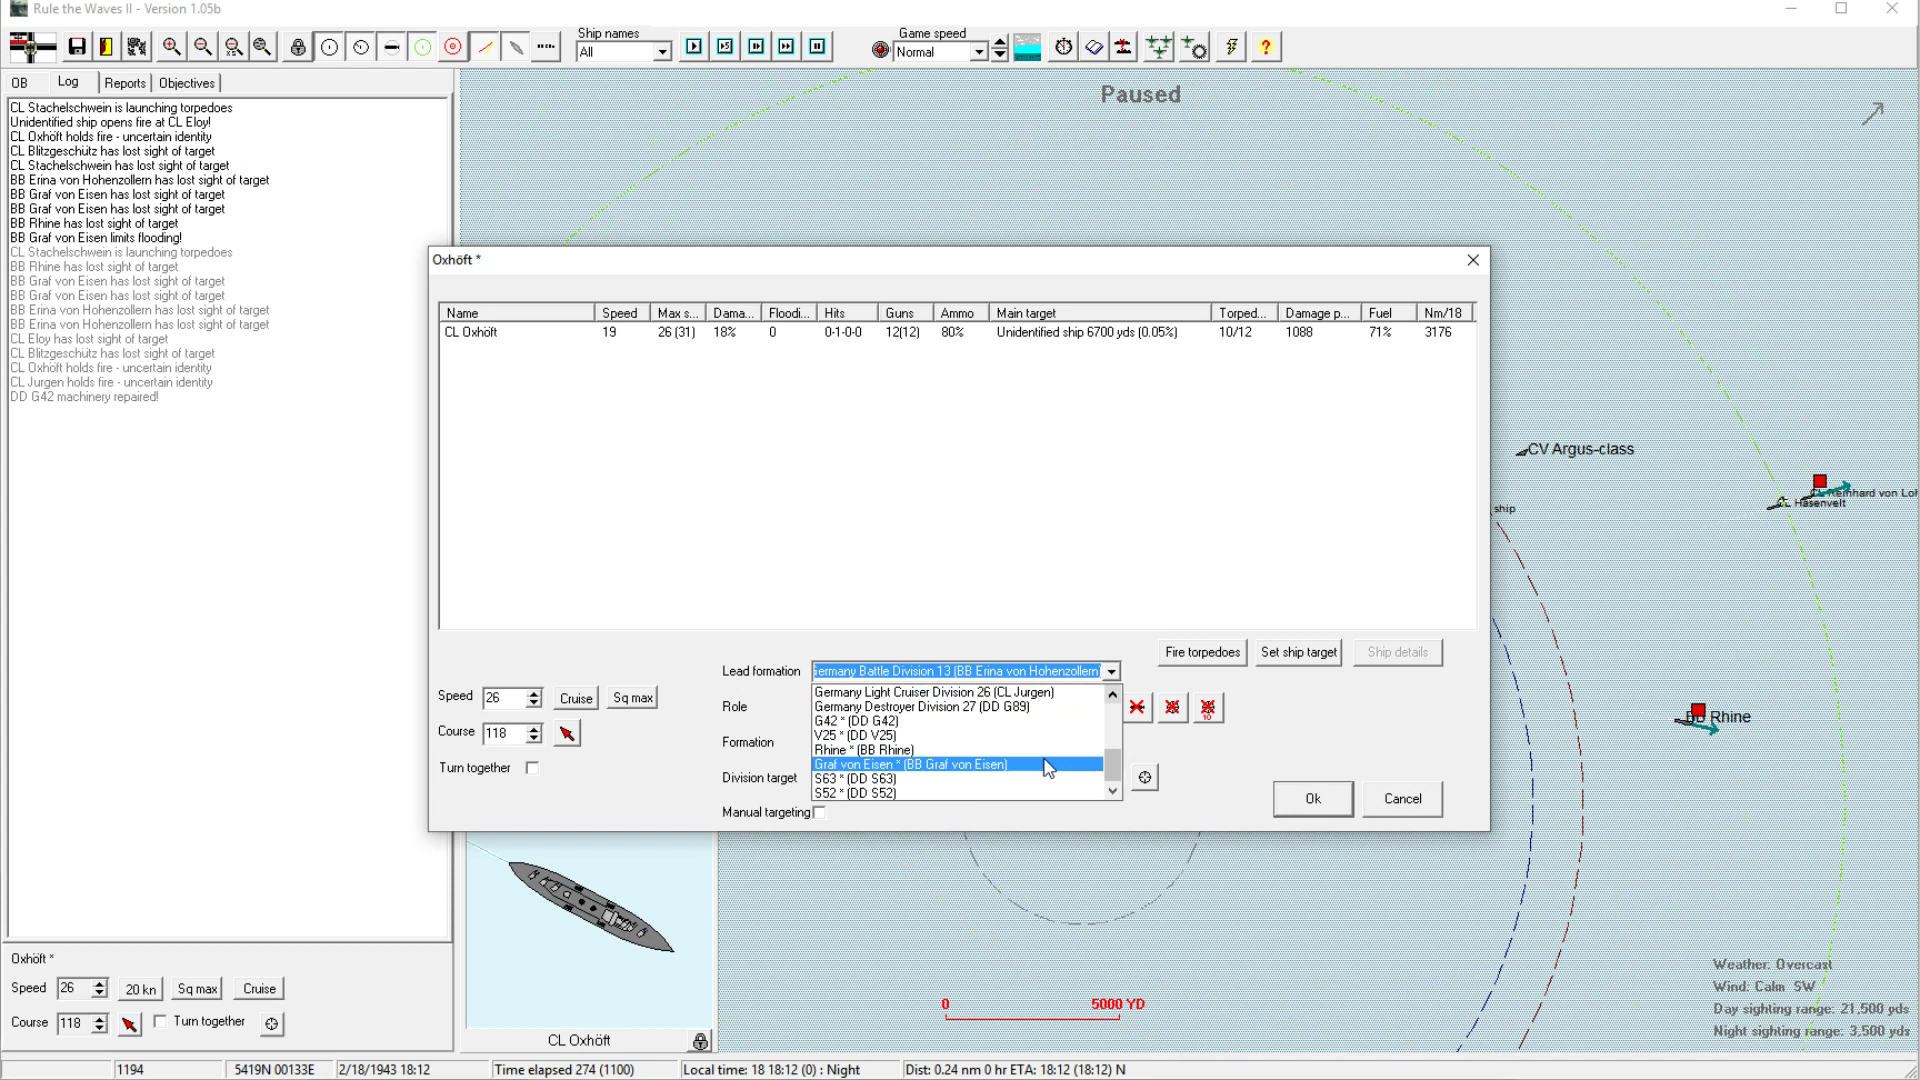 Rule the Waves II - Version 1.05b
Ship names
All
Game speed
Normal
OB Log Reports Objectives
CL Stachelschwein is launching torpedoes
Unidentified ship opens fire at CL Eloy!
CL Oxhöft holds fire - uncertain identity
CL Blitzgeschütz has lost sight of target
CL Stachelschwein has lost sight of target
BB Erina von Hohenzollern has lost sight of target
BB Graf von Eisen has lost sight of target
BB Graf von Eisen has lost sight of target
BB Rhine has lost sight of target
BB Graf von Eisen limits flooding!
CL Stachelschwein is launching torpedoes
BB Rhine has lost sight of target
BB Graf von Eisen has lost sight of target
BB Graf von Eisen has lost sight of target
BB Erina von Hohenzollern has lost sight of target
BB Erina von Hohenzollern has lost sight of target
CL Eloy has lost sight of target
CL Blitzgeschütz has lost sight of target
CL Oxhöft holds fire - uncertain identity
CL Jurgen holds fire - uncertain identity
DD G42 machinery repaired!
Paused
Oxhöft *
Name Speed Max s... Dama... Floodi... Hits Guns Ammo Main target Torped... Damage p... Fuel Nm/18
CL Oxhöft 19 26 (31) 18% 0 0-1-0-0 12(12) 80% Unidentified ship 6700 yds (0.05%) 10/12 1088 71% 3176
Fire torpedoes Set ship target Ship details
Lead formation Germany Battle Division 13 (BB Erina von Hohenzollern)
Germany Light Cruiser Division 26 (CL Jurgen)
Germany Destroyer Division 27 (DD G89)
G42 * (DD G42)
V25 * (DD V25)
Rhine * (BB Rhine)
Graf von Eisen * (BB Graf von Eisen)
S63 * (DD S63)
S52 * (DD S52)
Role
10
Formation
Division target
Manual targeting
Speed 26 Cruise Sq max
Course 118
Turn together
Ok Cancel
CV Argus-class
Reinhard von Loh
CL Hasenvelt
ship
BB Rhine
0 5000 YD
Weather: Overcast
Wind: Calm SW
Day sighting range: 21,500 yds
Night sighting range: 3,500 yds
Oxhöft *
Speed 26 20 kn Sq max Cruise
Course 118 Turn together
CL Oxhöft
1194 5419N 00133E 2/18/1943 18:12 Time elapsed 274 (1100) Local time: 18 18:12 (0) : Night Dist: 0.24 nm 0 hr ETA: 18:12 (18:12) N